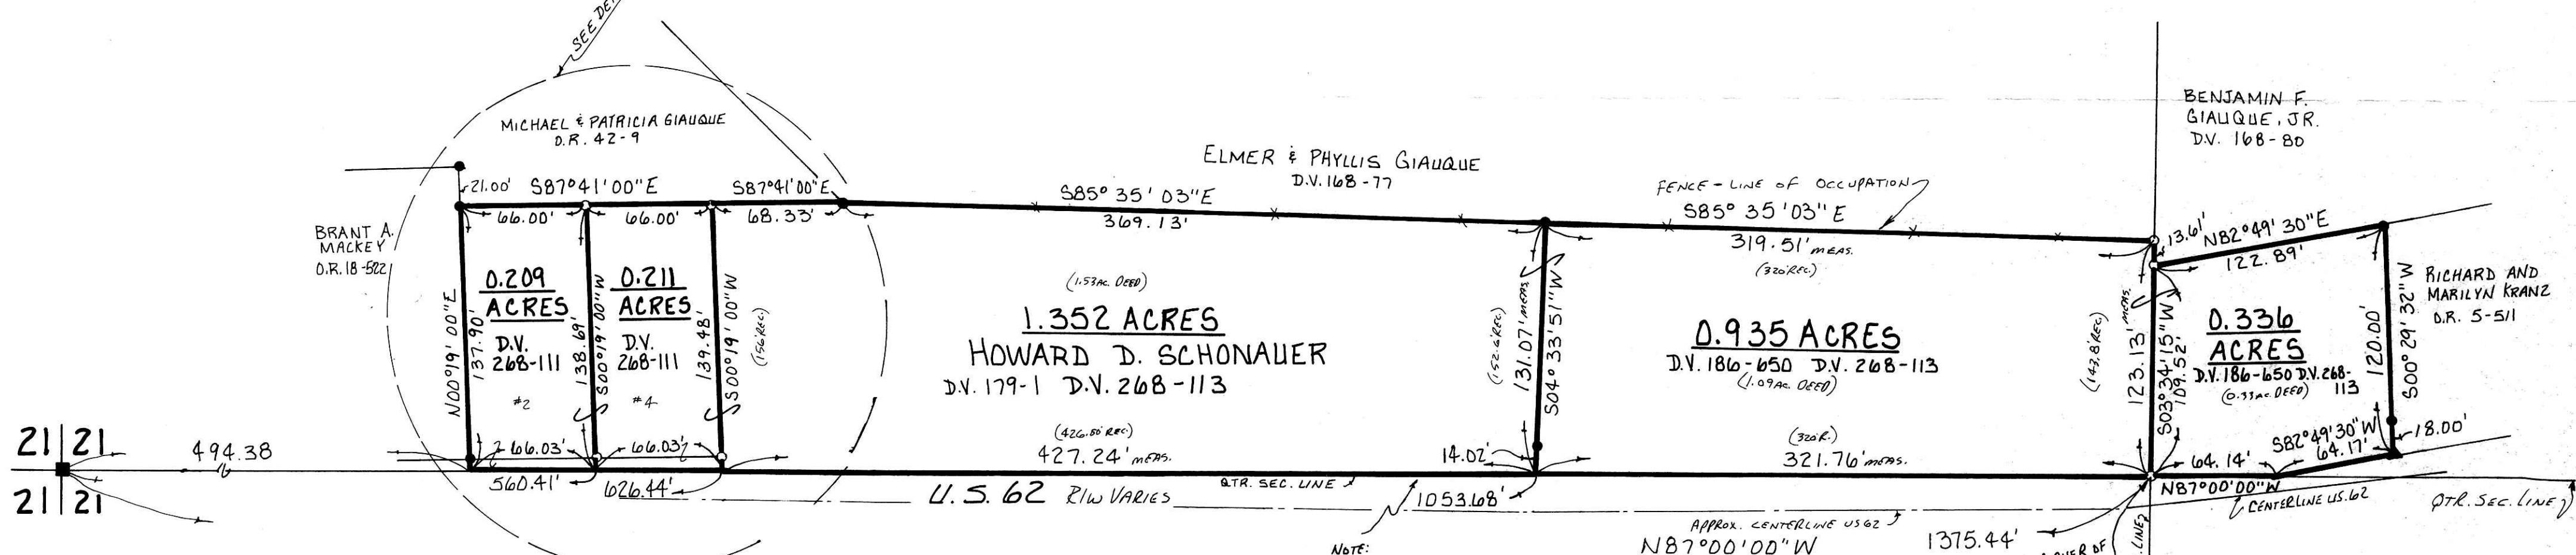 SEE DE
MICHAEL & PATRICIA GIAUQUE
O.R. 42-9
BRANT A.
MACKEY
O.R. 18-522
21.00'
S87°41'00"E
S87°41'00"E
66.00'
66.00'
68.33'
N00°19'00"E
137.90'
0.209
ACRES
D.V.
268-111
#2
138.69'
S00°19'00"W
0.211
ACRES
D.V.
268-111
#4
139.48'
S00°19'00"W
(156'REC.)
21 21
21 21
494.38
66.03'
66.03'
560.41'
626.44'
ELMER & PHYLLIS GIAUQUE
D.V. 168-77
S85°35'03"E
369.13'
(1.53 AC. DEED)
1.352 ACRES
HOWARD D. SCHONAUER
D.V. 179-1 D.V. 268-113
(426.80' REC.)
427.24' MEAS.
14.02'
(152.6'REC.)
131.07' MEAS.
S04°33'51"W
U.S. 62 R/W VARIES
QTR. SEC. LINE
1053.68'
NOTE:
FENCE - LINE OF OCCUPATION
S85°35'03"E
319.51' MEAS.
(320'REC.)
0.935 ACRES
D.V. 186-650 D.V. 268-113
(1.09 AC. DEED)
(320'R.)
321.76' MEAS.
APPROX. CENTERLINE US 62
N87°00'00"W
1375.44'
(143.8'REC)
123.13' MEAS.
S03°34'15"W
109.52'
BENJAMIN F.
GIAUQUE, JR.
D.V. 168-80
13.61'
N82°49'30"E
122.89'
0.336
ACRES
D.V. 186-650 D.V. 268-
113
(0.33 AC. DEED)
120.00'
S00°29'32"W
RICHARD AND
MARILYN KRANZ
O.R. 5-511
S82°49'30"W
64.17'
18.00'
64.14'
N87°00'00"W
CENTERLINE US.62
QTR. SEC. LINE
LINE
OF